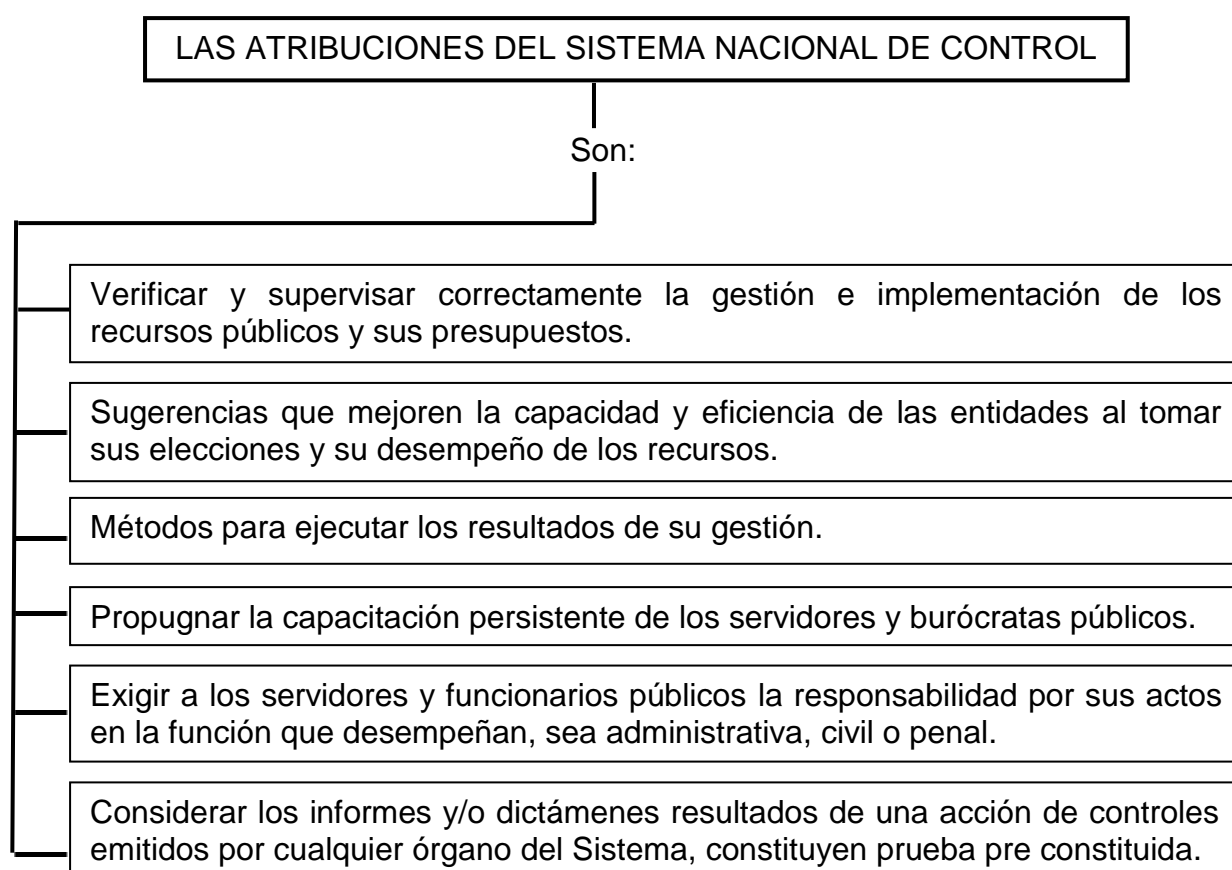 LAS ATRIBUCIONES DEL SISTEMA NACIONAL DE CONTROL
Son:
Verificar y supervisar correctamente la gestión e implementación de los
recursos públicos y sus presupuestos.
Sugerencias que mejoren la capacidad y eficiencia de las entidades al tomar
sus elecciones y su desempeño de los recursos.
Métodos para ejecutar los resultados de su gestión.
Propugnar la capacitación persistente de los servidores y burócratas públicos.
Exigir a los servidores y funcionarios públicos la responsabilidad por sus actos
en la función que desempeñan, sea administrativa, civil o penal.
Considerar los informes y/o dictámenes resultados de una acción de controles
emitidos por cualquier órgano del Sistema, constituyen prueba pre constituida.